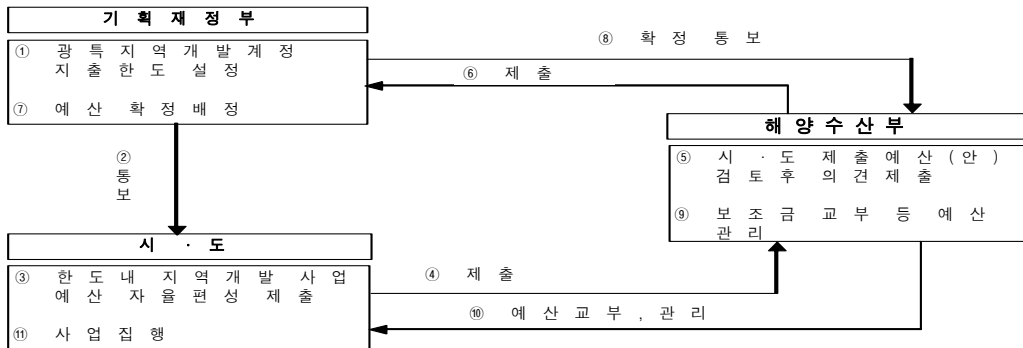 기 획 재 정 부
① 광 특 지 역 개 발 계 정
지 출 한 도 설 정
⑦ 예 산 확 정 배 정
⑧ 확 정 통 보
⑥ 제 출
②
통
보
해 양 수 산 부
⑤ 시 · 도 제 출 예 산 ( 안 )
검 토 후 의 견 제 출
⑨ 보 조 금 교 부 등 예 산
관 리
시 · 도
③ 한 도 내 지 역 개 발 사 업
예 산 자 율 편 성 제 출
⑪ 사 업 집 행
④ 제 출
⑩ 예 산 교 부 , 관 리